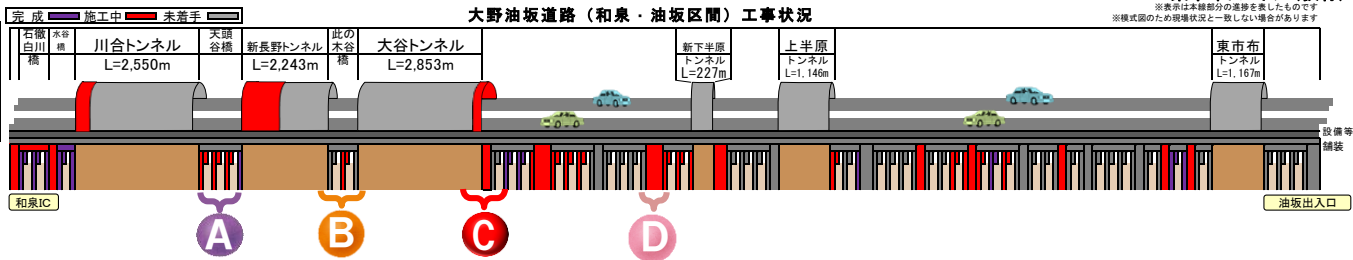 完 成 施工中 未着手
大野油坂道路（和泉・油坂区間）工事状況
※表示は本線部分の進捗を表したものです
※模式図のため現場状況と一致しない場合があります
石徹
白川
橋
水谷
橋
川合トンネル
L=2,550m
天頭
谷橋
新長野トンネル
L=2,243m
此の
木谷
橋
大谷トンネル
L=2,853m
新下半原
トンネル
L=227m
上半原
トンネル
L=1,146m
東市布
トンネル
L=1,167m
設備等
舗装
和泉IC
油坂出入口
A
B
C
D